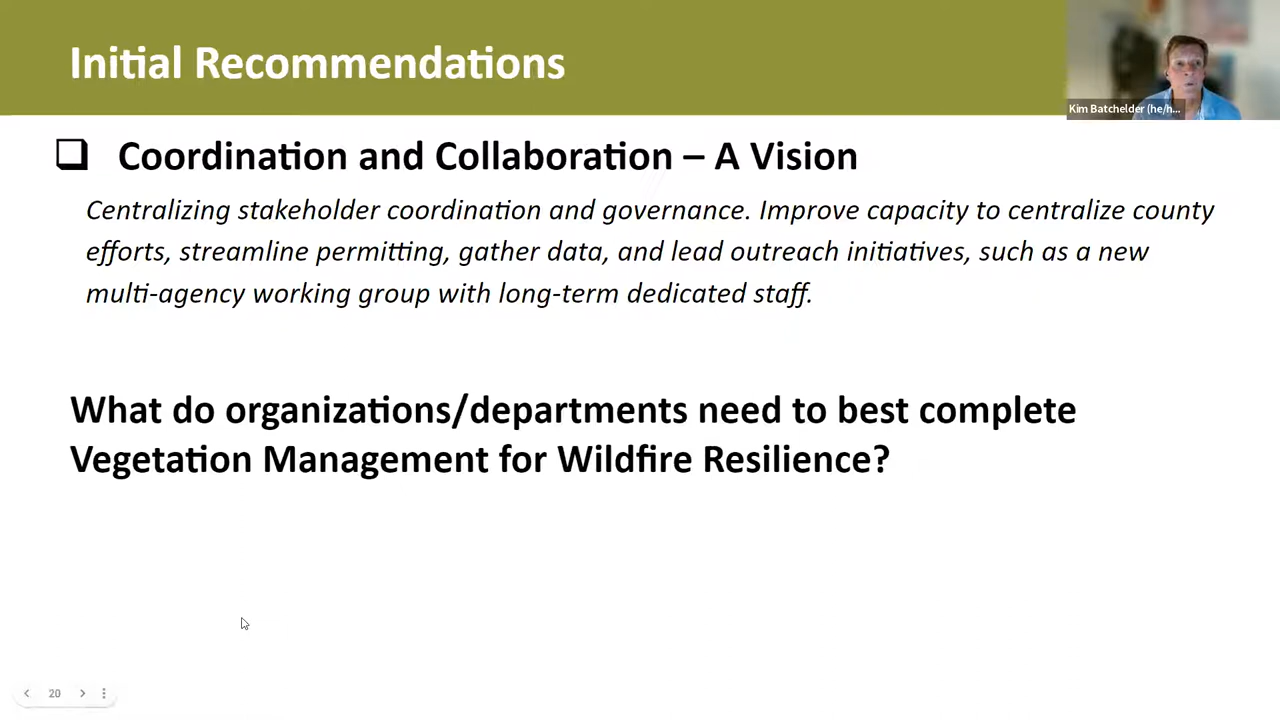 Initial Recommendations
Kim Batchelder (he/h...
❑ Coordination and Collaboration – A Vision
Centralizing stakeholder coordination and governance. Improve capacity to centralize county
efforts, streamline permitting, gather data, and lead outreach initiatives, such as a new
multi-agency working group with long-term dedicated staff.
What do organizations/departments need to best complete
Vegetation Management for Wildfire Resilience?
20